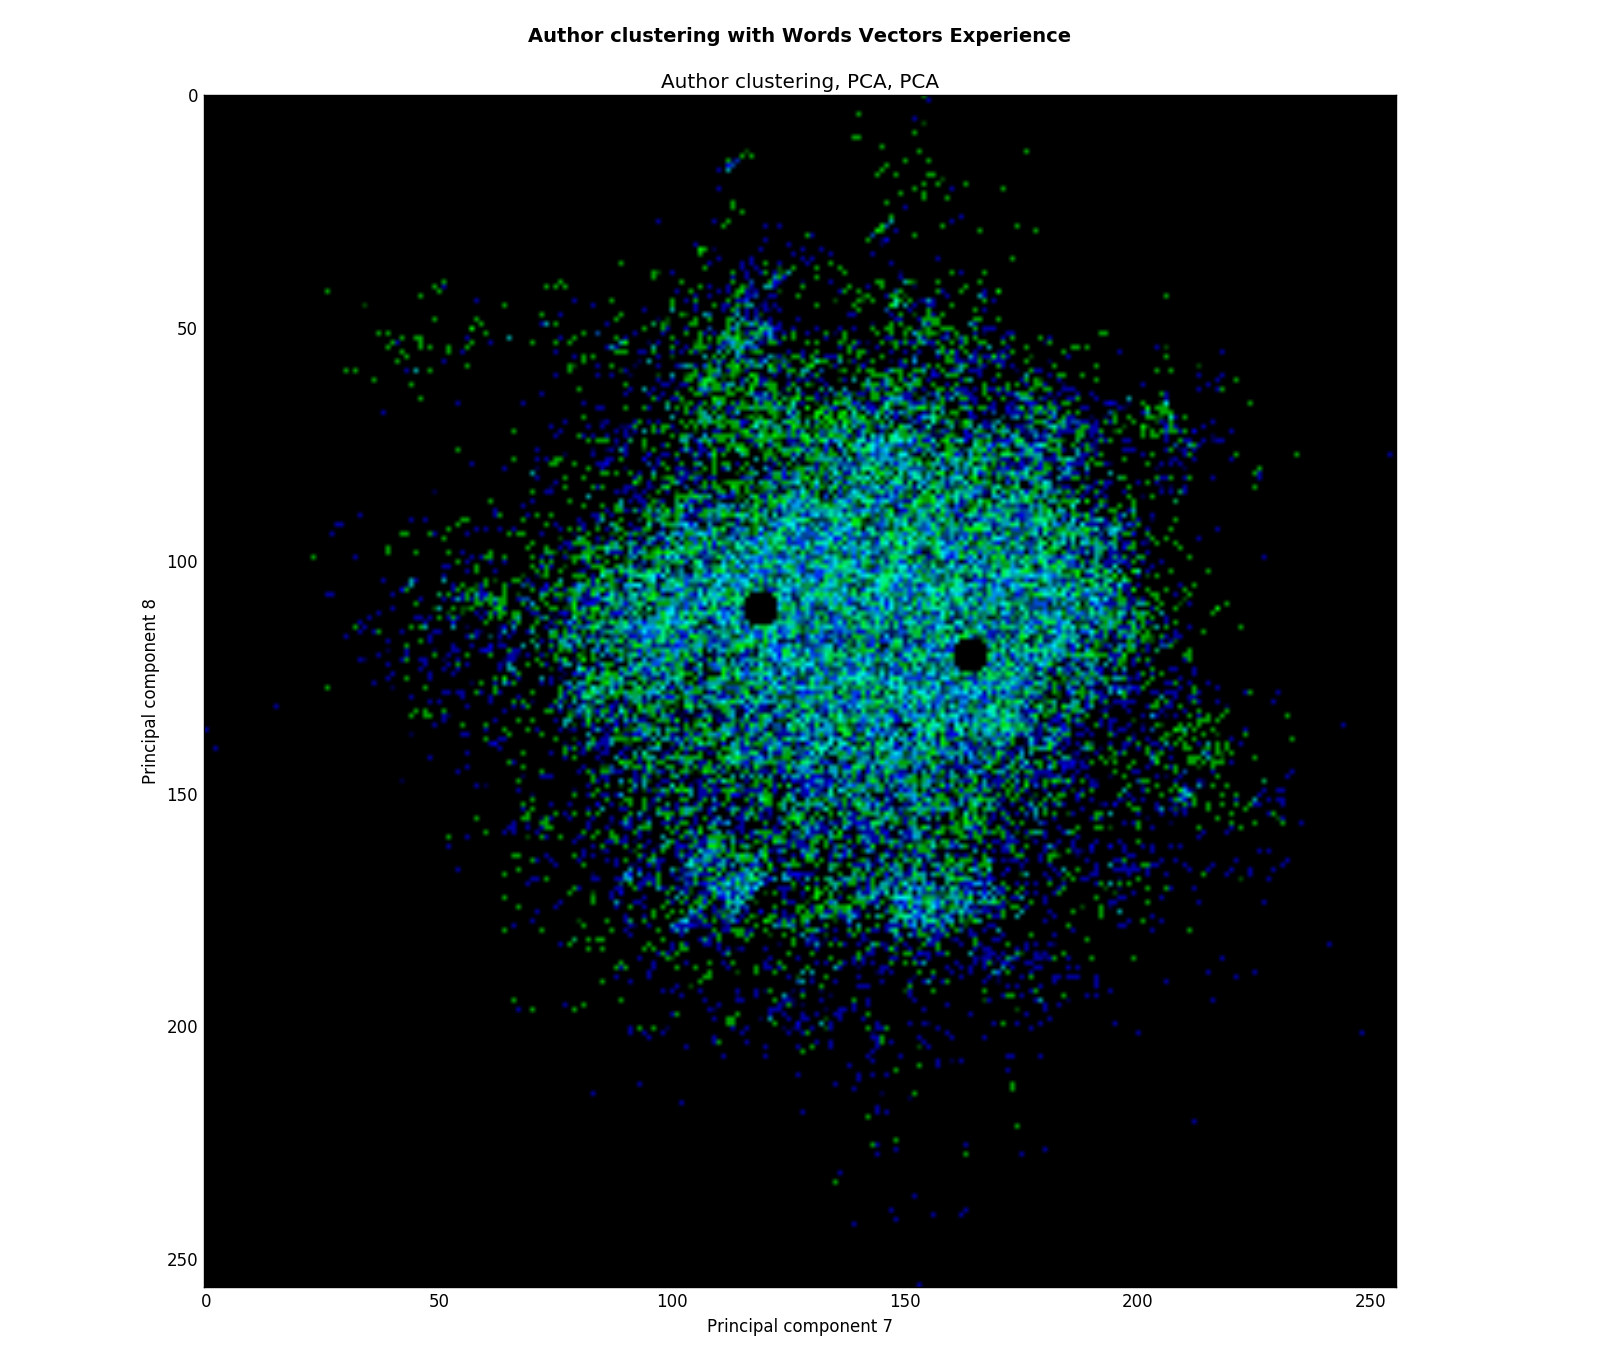 Author clustering with Words Vectors Experience
Author clustering, PCA, PCA
0
50
100
150
200
250
Principal component 8
0 50 100 150 200 250
Principal component 7